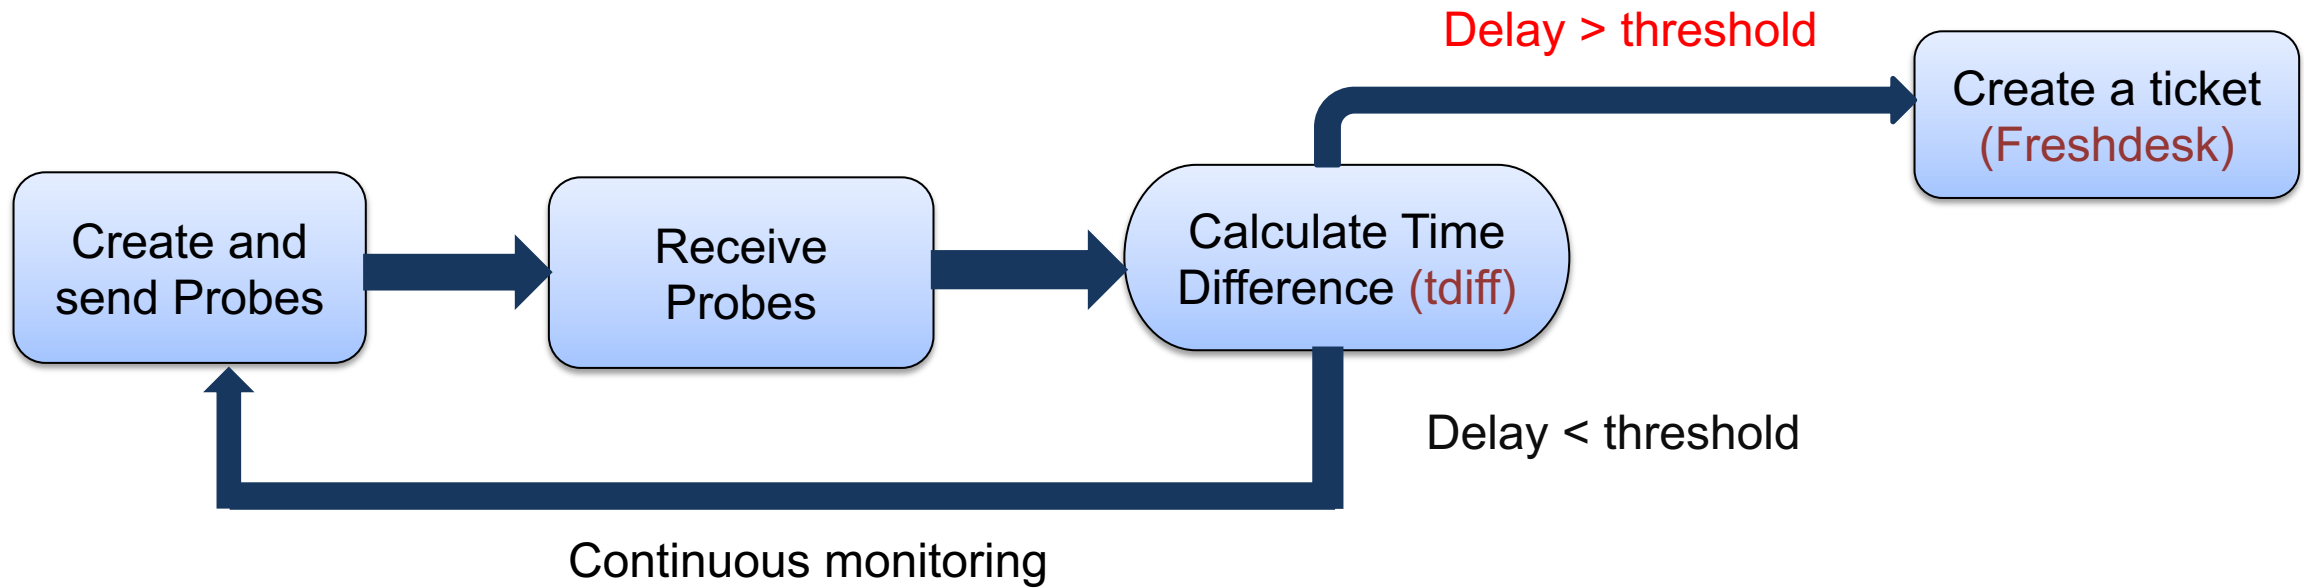 Delay > threshold
Create a ticket
(Freshdesk)
Create and
send Probes
Receive
Probes
Calculate Time
Difference (tdiff)
Delay < threshold
Continuous monitoring